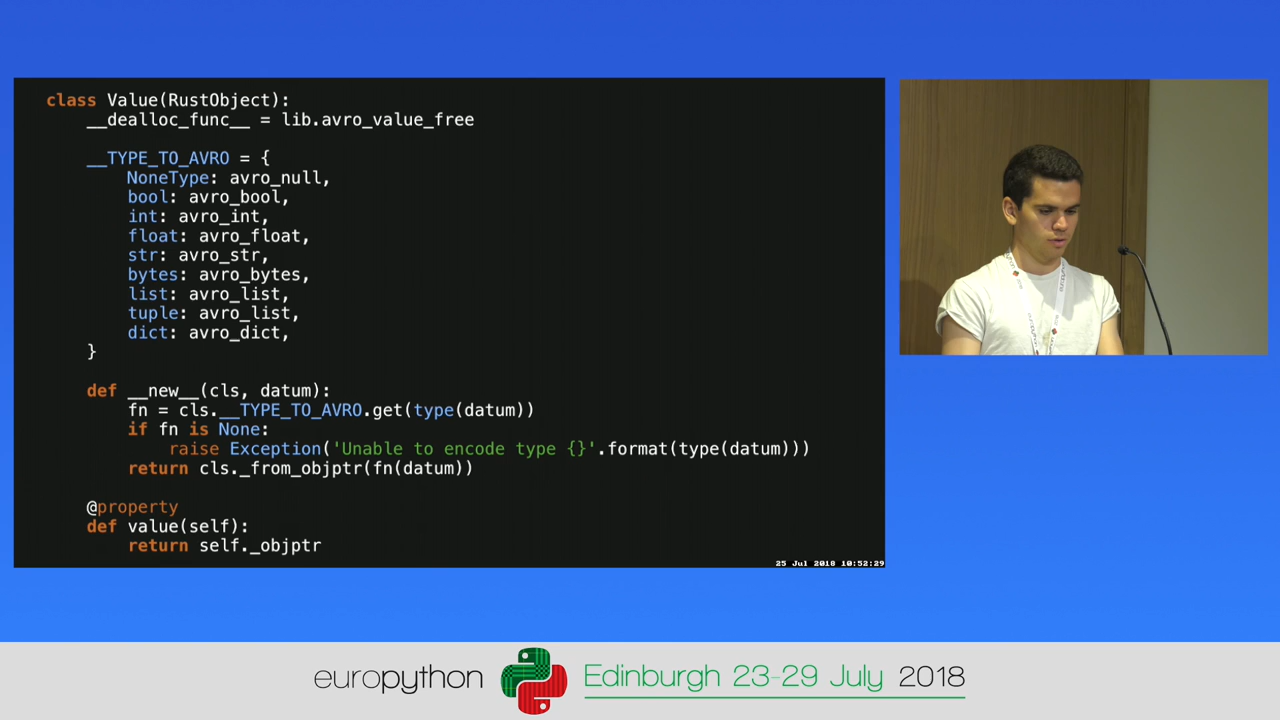 class Value(RustObject):
    __dealloc_func__ = lib.avro_value_free

    __TYPE_TO_AVRO = {
        NoneType: avro_null,
        bool: avro_bool,
        int: avro_int,
        float: avro_float,
        str: avro_str,
        bytes: avro_bytes,
        list: avro_list,
        tuple: avro_list,
        dict: avro_dict,
    }

    def __new__(cls, datum):
        fn = cls.__TYPE_TO_AVRO.get(type(datum))
        if fn is None:
            raise Exception('Unable to encode type {}'.format(type(datum)))
        return cls._from_objptr(fn(datum))

    @property
    def value(self):
        return self._objptr
25 Jul 2018 10:52:29
europython Edinburgh 23-29 July 2018